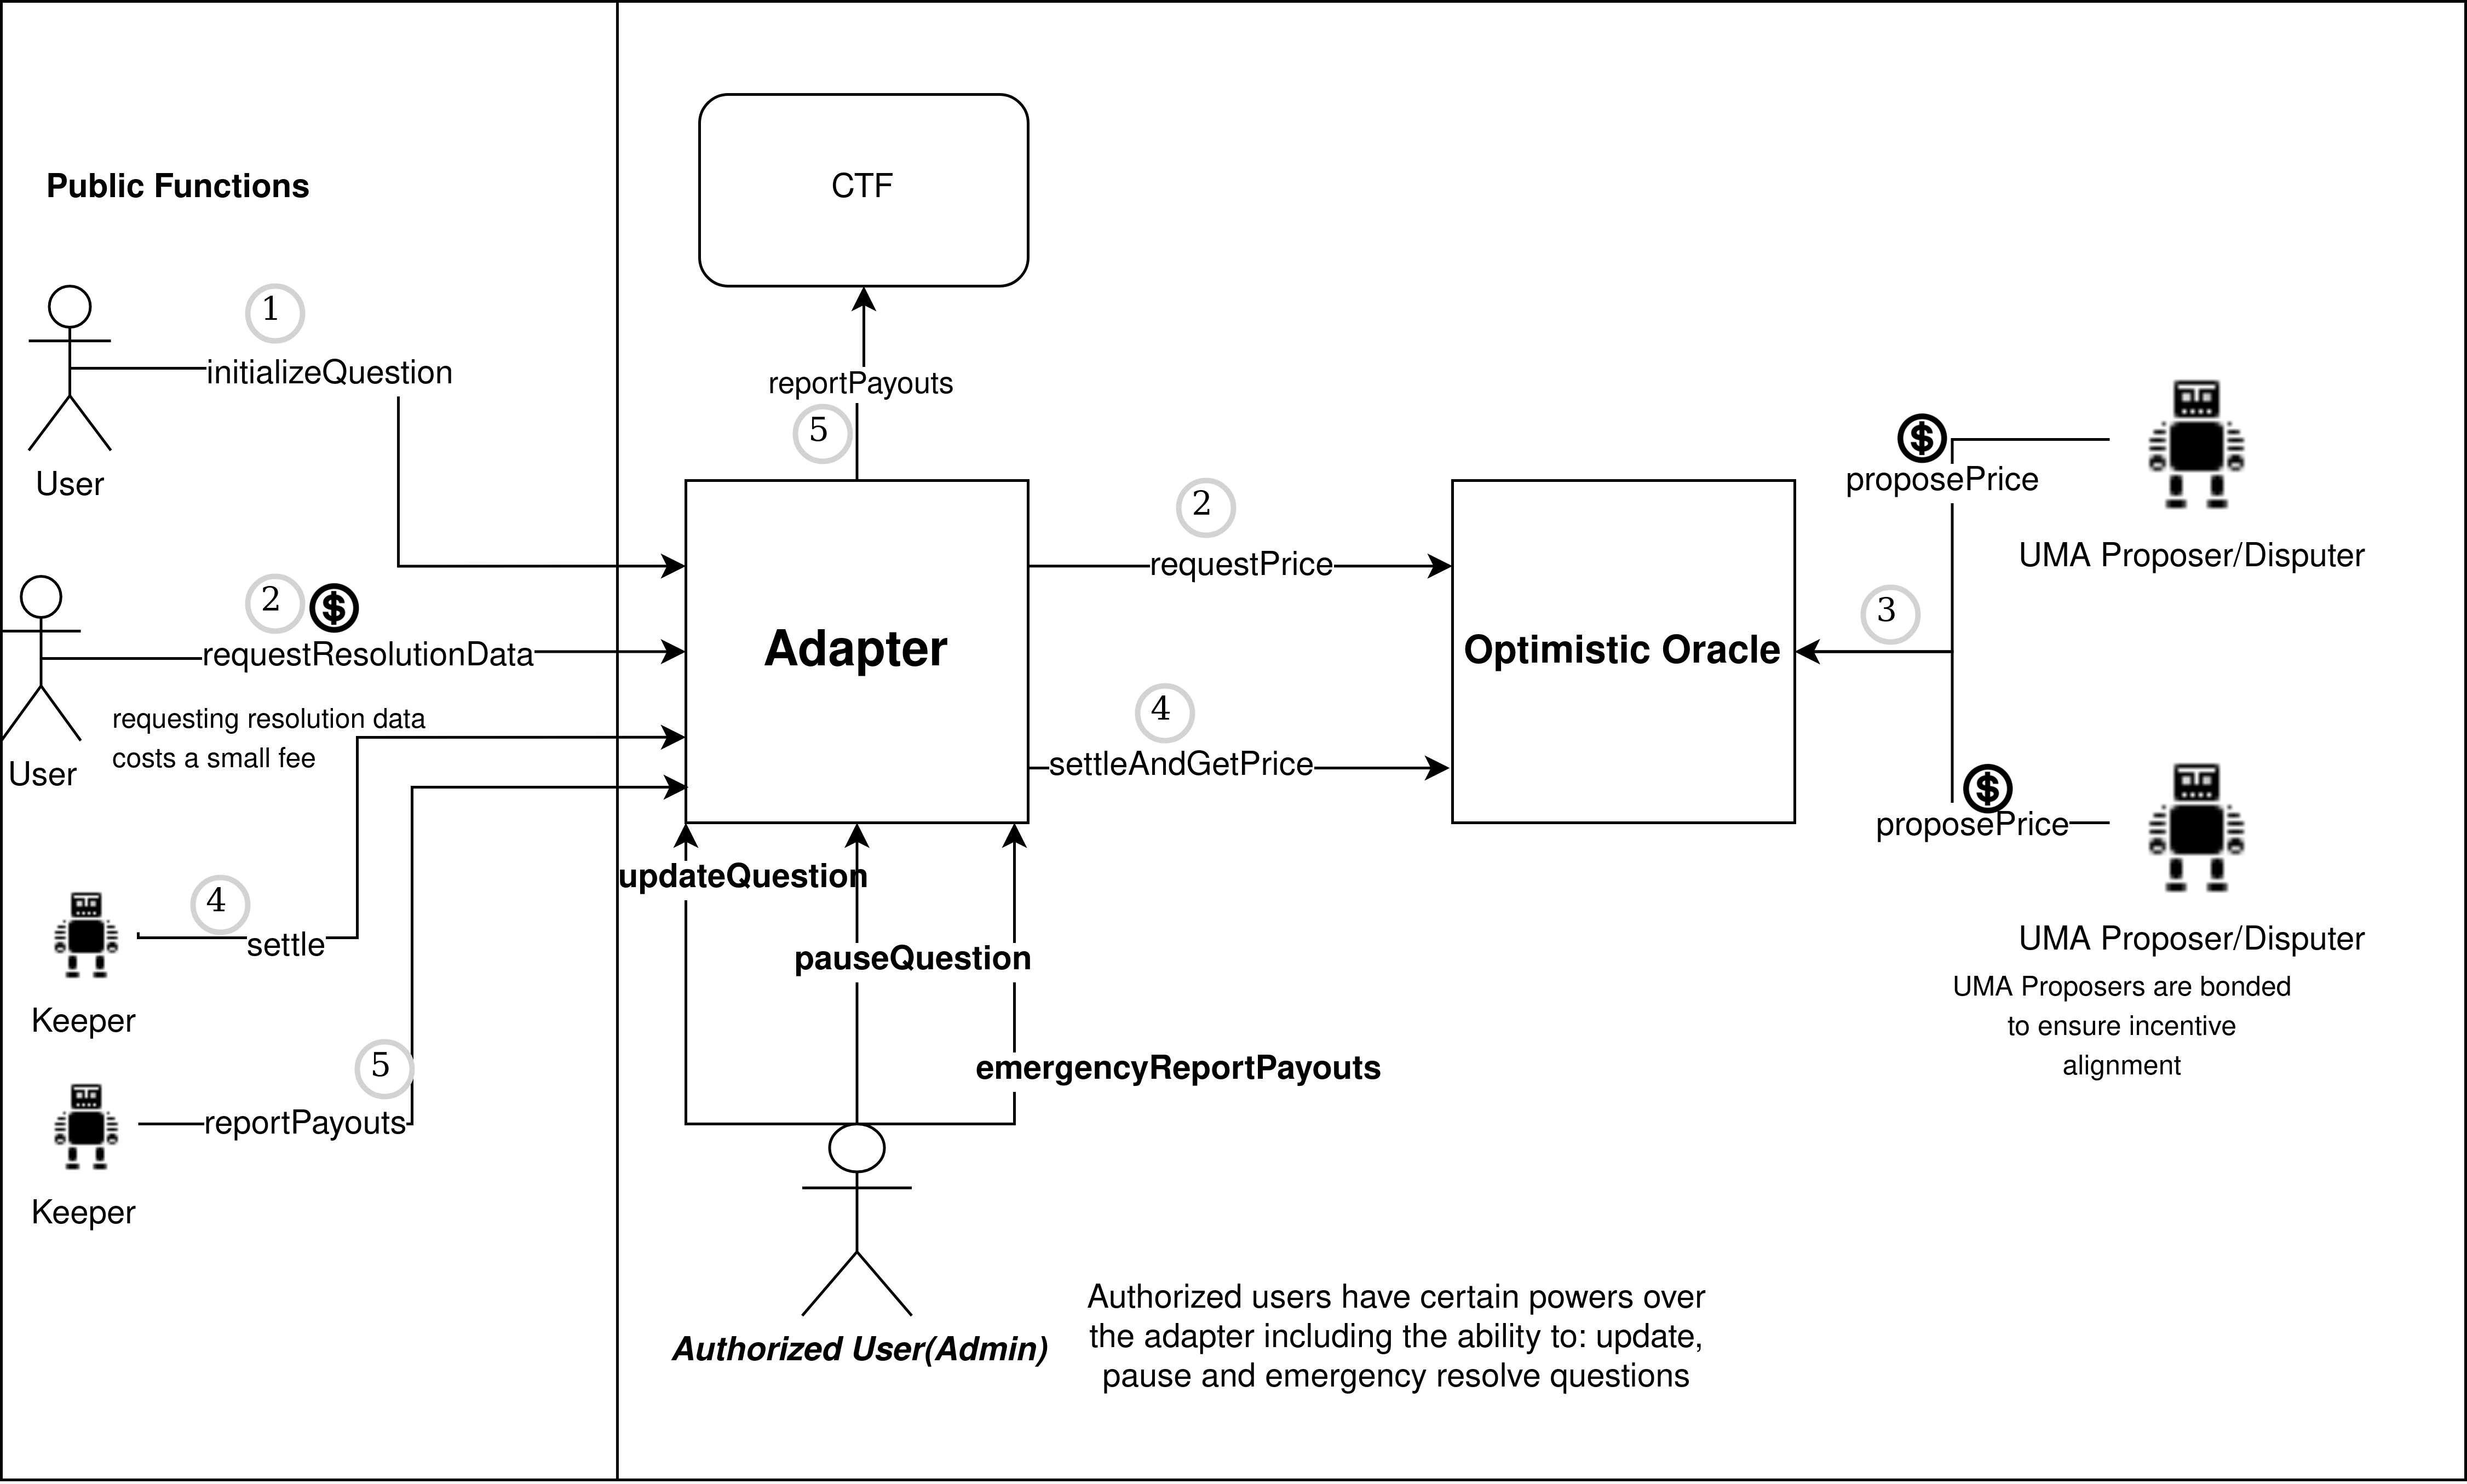 Public Functions
CTF
1
initializeQuestion
User
reportPayouts
5
2
requestResolutionData
requesting resolution data
costs a small fee
User
Adapter
2
requestPrice
4
settleAndGetPrice
Optimistic Oracle
3
proposePrice
UMA Proposer/Disputer
proposePrice
UMA Proposer/Disputer
UMA Proposers are bonded
to ensure incentive
alignment
4
settle
Keeper
5
reportPayouts
Keeper
updateQuestion
pauseQuestion
emergencyReportPayouts
Authorized User(Admin)
Authorized users have certain powers over
the adapter including the ability to: update,
pause and emergency resolve questions